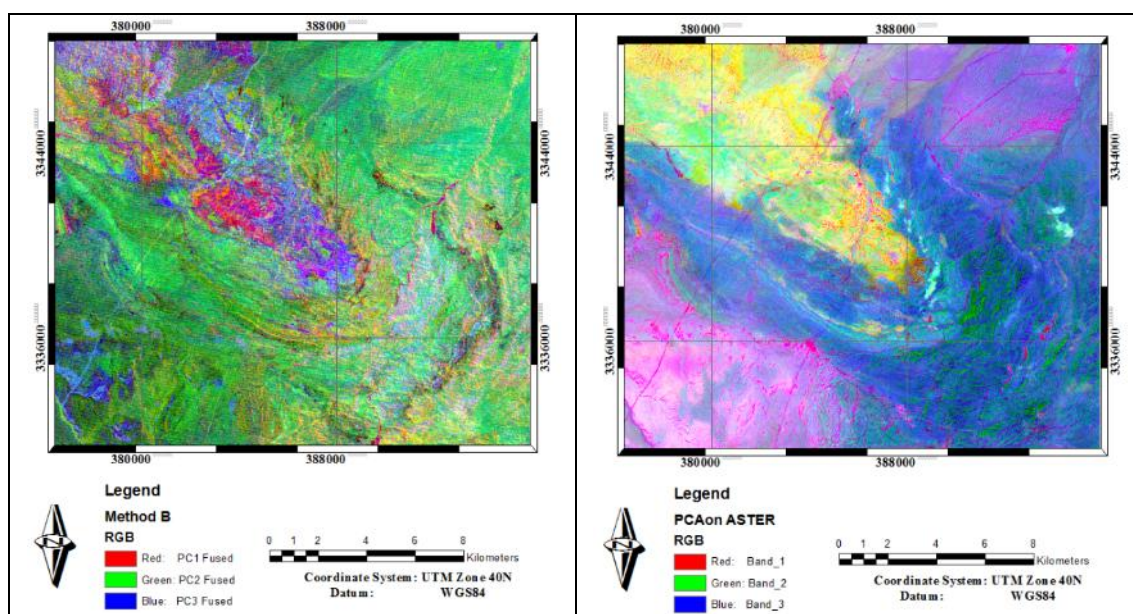 380000 388000
3344000 3344000
3336000 3336000
380000 388000
Legend
Method B
RGB
Red: PC1 Fused
Green: PC2 Fused
Blue: PC3 Fused
N
0 1 2 4 6 8
Kilometers
Coordinate System: UTM Zone 40N
Datum: WGS84
380000 388000
3344000 3344000
3336000 3336000
380000 388000
Legend
PCAon ASTER
RGB
Red: Band_1
Green: Band_2
Blue: Band_3
N
0 1 2 4 6 8
Kilometers
Coordinate System: UTM Zone 40N
Datum: WGS84